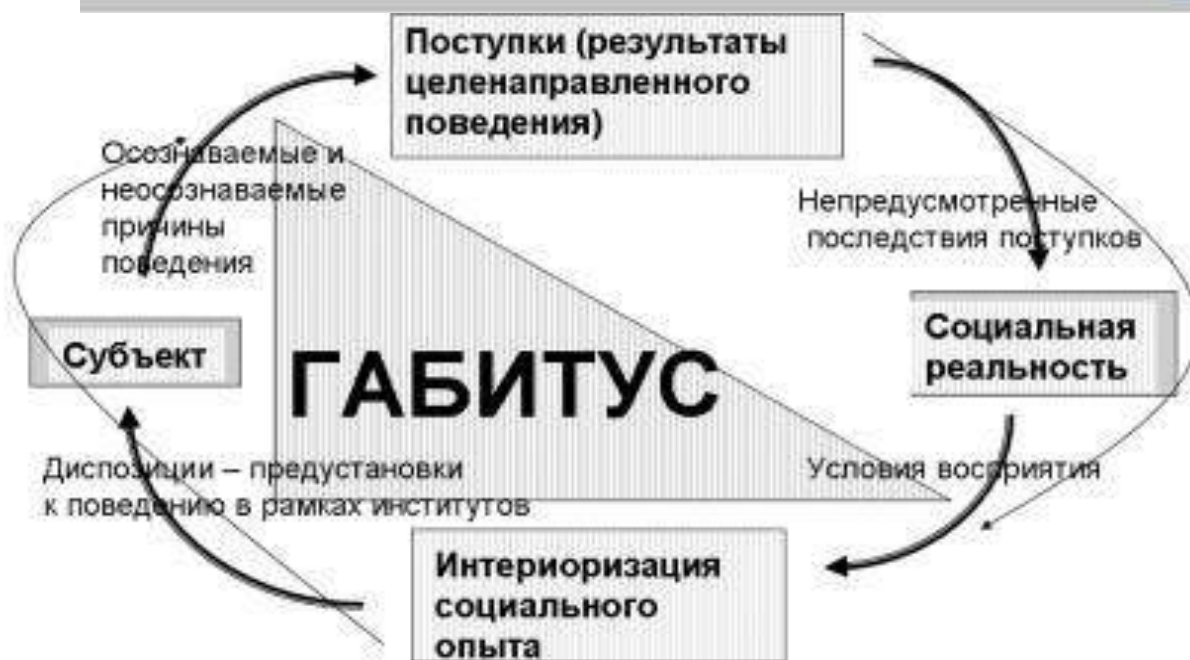 Поступки (результаты
целенаправленного
поведения)
Осознаваемые и
неосознаваемые
причины
поведения
Непредусмотренные
последствия поступков
Субъект
ГАБИТУС
Социальная
реальность
Диспозиции – предустановки
к поведению в рамках институтов
Условия восприятия
Интериоризация
социального
опыта